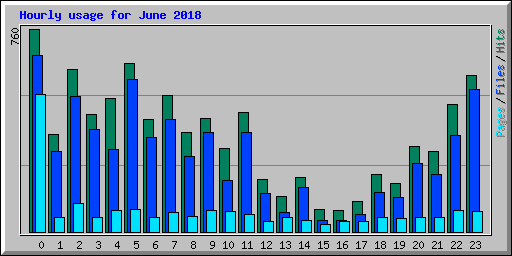 Hourly usage for June 2018
760
Pages/Files/Hits
0 1 2 3 4 5 6 7 8 9 10 11 12 13 14 15 16 17 18 19 20 21 22 23